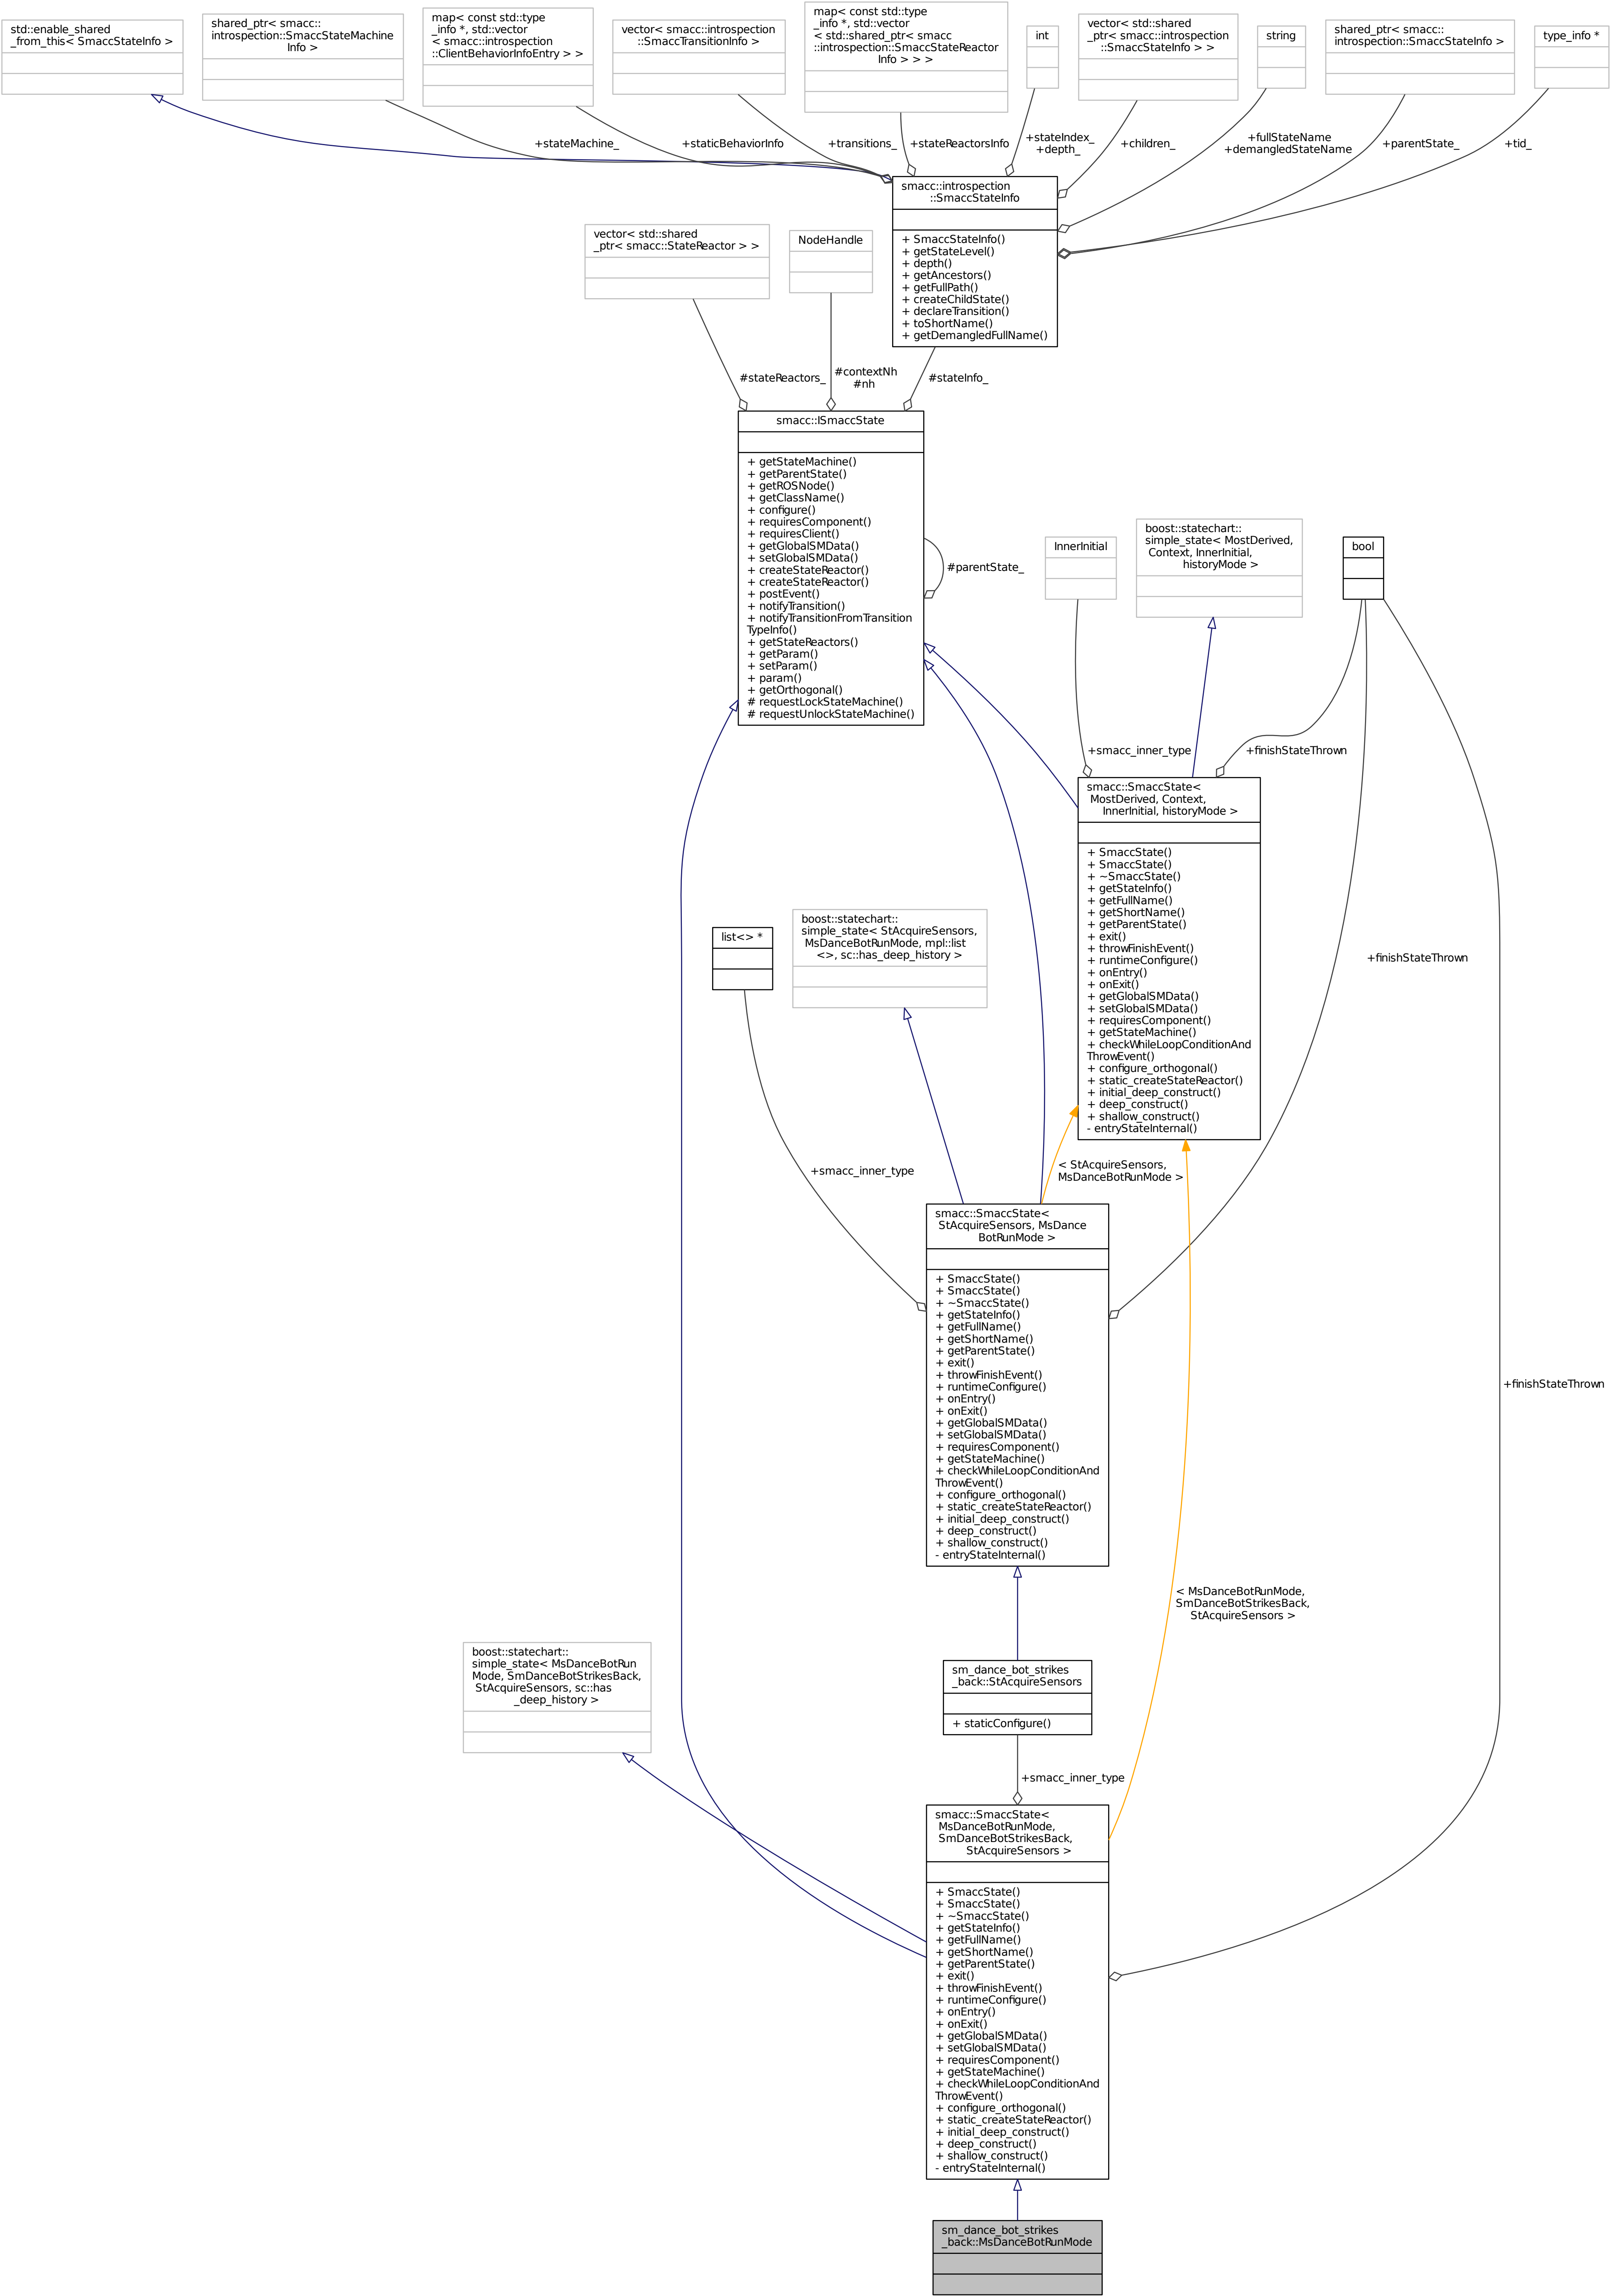 std::enable_shared
_from_this< SmaccStateInfo >
shared_ptr< smacc::
introspection::SmaccStateMachine
Info >
map< const std::type
_info *, std::vector
< smacc::introspection
::ClientBehaviorInfoEntry > >
vector< smacc::introspection
::SmaccTransitionInfo >
map< const std::type
_info *, std::vector
< std::shared_ptr< smacc
::introspection::SmaccStateReactor
Info > > >
int
vector< std::shared
_ptr< smacc::introspection
::SmaccStateInfo > >
string
shared_ptr< smacc::
introspection::SmaccStateInfo >
type_info *
+stateMachine_
+staticBehaviorInfo
+transitions_
+stateReactorsInfo
+stateIndex_
+depth_
+children_
+fullStateName
+demangledStateName
+parentState_
+tid_
smacc::introspection
::SmaccStateInfo
+ SmaccStateInfo()
+ getStateLevel()
+ depth()
+ getAncestors()
+ getFullPath()
+ createChildState()
+ declareTransition()
+ toShortName()
+ getDemangledFullName()
vector< std::shared
_ptr< smacc::StateReactor > >
NodeHandle
#stateReactors_
#contextNh
#nh
#stateInfo_
smacc::ISmaccState
+ getStateMachine()
+ getParentState()
+ getROSNode()
+ getClassName()
+ configure()
+ requiresComponent()
+ requiresClient()
+ getGlobalSMData()
+ setGlobalSMData()
+ createStateReactor()
+ createStateReactor()
+ postEvent()
+ notifyTransition()
+ notifyTransitionFromTransition
TypeInfo()
+ getStateReactors()
+ getParam()
+ setParam()
+ param()
+ getOrthogonal()
# requestLockStateMachine()
# requestUnlockStateMachine()
#parentState_
InnerInitial
boost::statechart::
simple_state< MostDerived,
Context, InnerInitial,
historyMode >
bool
+smacc_inner_type
+finishStateThrown
smacc::SmaccState<
MostDerived, Context,
InnerInitial, historyMode >
+ SmaccState()
+ SmaccState()
+ ~SmaccState()
+ getStateInfo()
+ getFullName()
+ getShortName()
+ getParentState()
+ exit()
+ throwFinishEvent()
+ runtimeConfigure()
+ onEntry()
+ onExit()
+ getGlobalSMData()
+ setGlobalSMData()
+ requiresComponent()
+ getStateMachine()
+ checkWhileLoopConditionAnd
ThrowEvent()
+ configure_orthogonal()
+ static_createStateReactor()
+ initial_deep_construct()
+ deep_construct()
+ shallow_construct()
- entryStateInternal()
list<> *
boost::statechart::
simple_state< StAcquireSensors,
MsDanceBotRunMode, mpl::list
<>, sc::has_deep_history >
+finishStateThrown
+smacc_inner_type
< StAcquireSensors,
MsDanceBotRunMode >
smacc::SmaccState<
StAcquireSensors, MsDance
BotRunMode >
+ SmaccState()
+ SmaccState()
+ ~SmaccState()
+ getStateInfo()
+ getFullName()
+ getShortName()
+ getParentState()
+ exit()
+ throwFinishEvent()
+ runtimeConfigure()
+ onEntry()
+ onExit()
+ getGlobalSMData()
+ setGlobalSMData()
+ requiresComponent()
+ getStateMachine()
+ checkWhileLoopConditionAnd
ThrowEvent()
+ configure_orthogonal()
+ static_createStateReactor()
+ initial_deep_construct()
+ deep_construct()
+ shallow_construct()
- entryStateInternal()
+finishStateThrown
< MsDanceBotRunMode,
SmDanceBotStrikesBack,
StAcquireSensors >
boost::statechart::
simple_state< MsDanceBotRun
Mode, SmDanceBotStrikesBack,
StAcquireSensors, sc::has
_deep_history >
sm_dance_bot_strikes
_back::StAcquireSensors
+ staticConfigure()
+smacc_inner_type
smacc::SmaccState<
MsDanceBotRunMode,
SmDanceBotStrikesBack,
StAcquireSensors >
+ SmaccState()
+ SmaccState()
+ ~SmaccState()
+ getStateInfo()
+ getFullName()
+ getShortName()
+ getParentState()
+ exit()
+ throwFinishEvent()
+ runtimeConfigure()
+ onEntry()
+ onExit()
+ getGlobalSMData()
+ setGlobalSMData()
+ requiresComponent()
+ getStateMachine()
+ checkWhileLoopConditionAnd
ThrowEvent()
+ configure_orthogonal()
+ static_createStateReactor()
+ initial_deep_construct()
+ deep_construct()
+ shallow_construct()
- entryStateInternal()
sm_dance_bot_strikes
_back::MsDanceBotRunMode